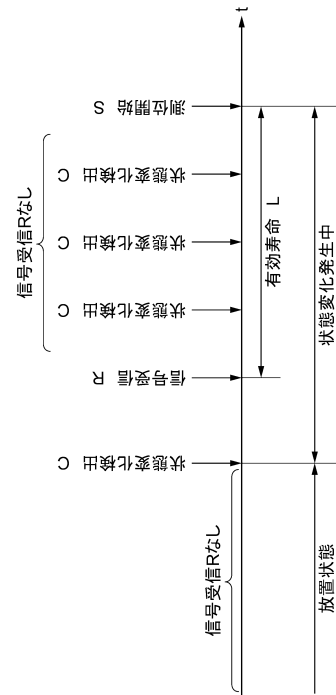 信号受信Rなし
状態変化検出 C
信号受信 R
信号受信Rなし
状態変化検出 C
状態変化検出 C
状態変化検出 C
測位開始 S
t
有効寿命 L
放置状態
状態変化発生中